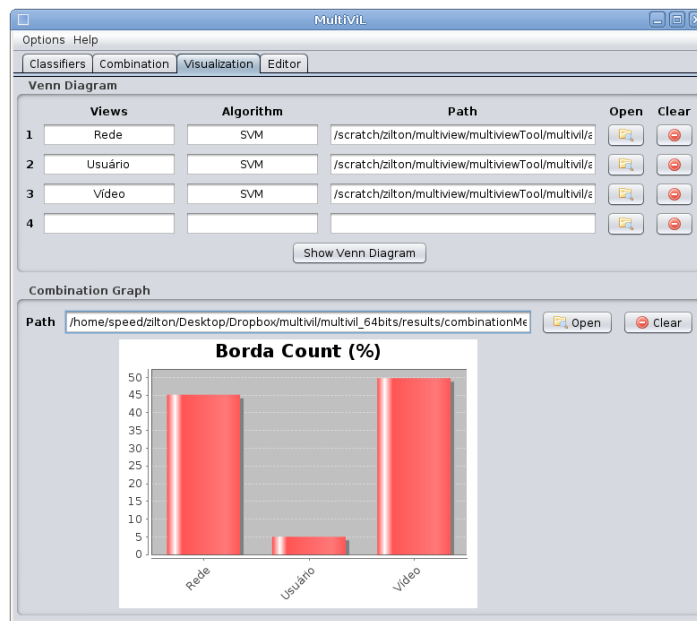 MultiViL
Options Help
Classifiers Combination Visualization Editor
Venn Diagram
Views Algorithm Path Open Clear
1 Rede SVM /scratch/zilton/multiview/multiviewTool/multivil/a
2 Usuário SVM /scratch/zilton/multiview/multiviewTool/multivil/a
3 Vídeo SVM /scratch/zilton/multiview/multiviewTool/multivil/a
4
Show Venn Diagram
Combination Graph
Path /home/speed/zilton/Desktop/Dropbox/multivil/multivil_64bits/results/combinationMe Open Clear
Borda Count (%)
50
45
40
35
30
25
20
15
10
5
0
Rede Usuário Vídeo